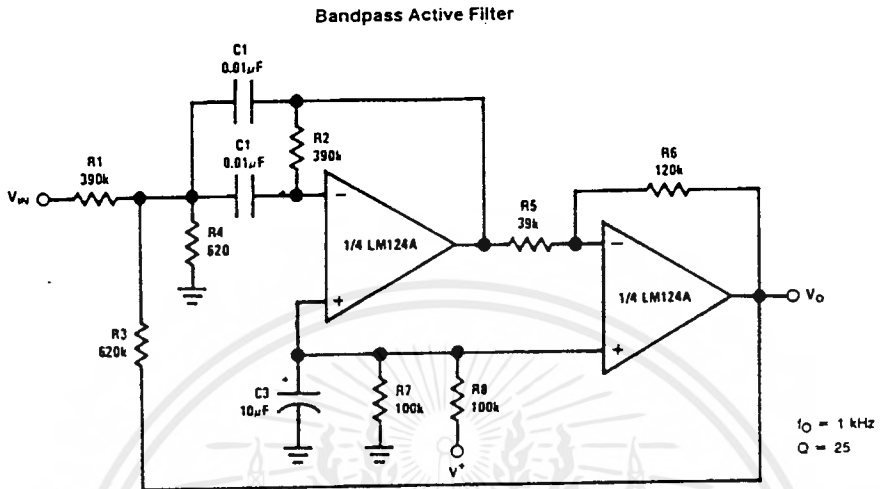 Bandpass Active Filter
C1
0.01µF
C1
0.01µF
R2
390k
R1
390k
VIN
R4
620
R3
620k
1/4 LM124A
R5
39k
R6
120k
1/4 LM124A
VO
C3
10µF
R7
100k
R8
100k
V+
fO = 1 kHz
Q = 25